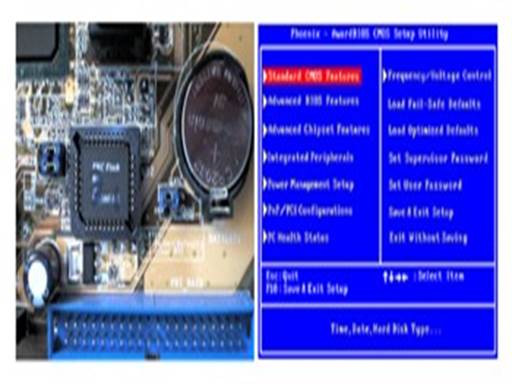 Phoenix - AwardBIOS CMOS Setup Utility
Standard CMOS Features
Advanced BIOS Features
Advanced Chipset Features
Integrated Peripherals
Power Management Setup
PnP/PCI Configurations
PC Health Status
Frequency/Voltage Control
Load Fail-Safe Defaults
Load Optimized Defaults
Set Supervisor Password
Set User Password
Save & Exit Setup
Exit Without Saving
Esc: Quit
F10: Save & Exit Setup
: Select Item
Time, Date, Hard Disk Type...